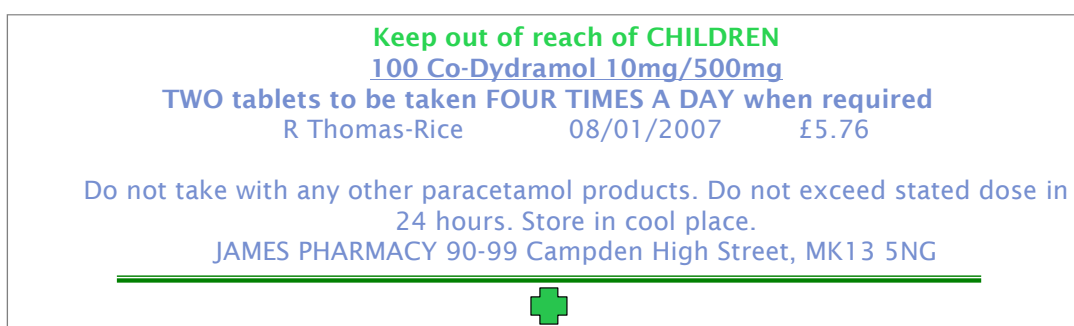 Keep out of reach of CHILDREN
100 Co-Dydramol 10mg/500mg
TWO tablets to be taken FOUR TIMES A DAY when required
R Thomas-Rice 08/01/2007 £5.76
Do not take with any other paracetamol products. Do not exceed stated dose in
24 hours. Store in cool place.
JAMES PHARMACY 90-99 Campden High Street, MK13 5NG